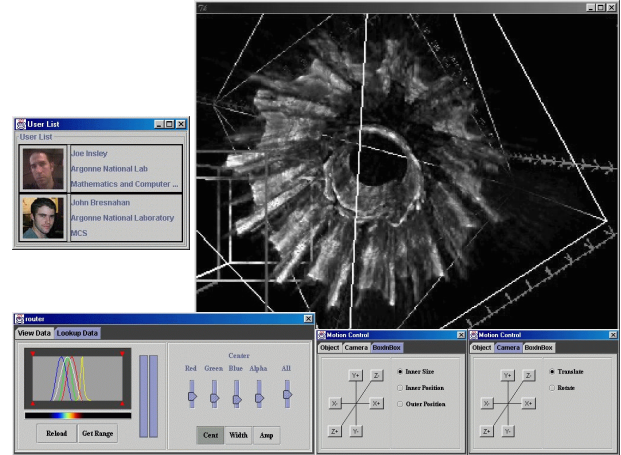 User List
User List
Joe Insley
Argonne National Lab
Mathematics and Computer ...
John Bresnahan
Argonne National Laboratory
MCS
router
View Data Lookup Data
Center
Red Green Blue Alpha All
Reload Get Range
Cent Width Amp
Motion Control
Object Camera BoxInBox
Inner Size
Inner Position
Outer Position
Y+ Z-
X- X+
Z+ Y-
Motion Control
Object Camera BoxInBox
Translate
Rotate
Y+ Z-
X- X+
Z+ Y-